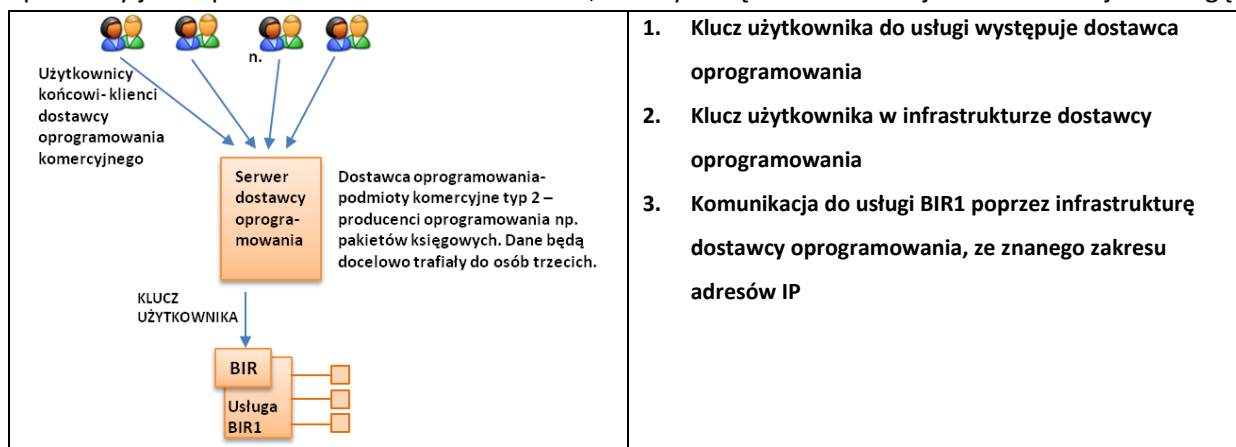 n.
Użytkownicy
końcowi- klienci
dostawcy
oprogramowania
komercyjnego
Serwer
dostawcy
oprogra-
mowania
Dostawca oprogramowania-
podmioty komercyjne typ 2 –
producenci oprogramowania np.
pakietów księgowych. Dane będą
docelowo trafiały do osób trzecich.
KLUCZ
UŻYTKOWNIKA
BIR
Usługa
BIR1
1. Klucz użytkownika do usługi występuje dostawca
oprogramowania
2. Klucz użytkownika w infrastrukturze dostawcy
oprogramowania
3. Komunikacja do usługi BIR1 poprzez infrastrukturę
dostawcy oprogramowania, ze znanego zakresu
adresów IP